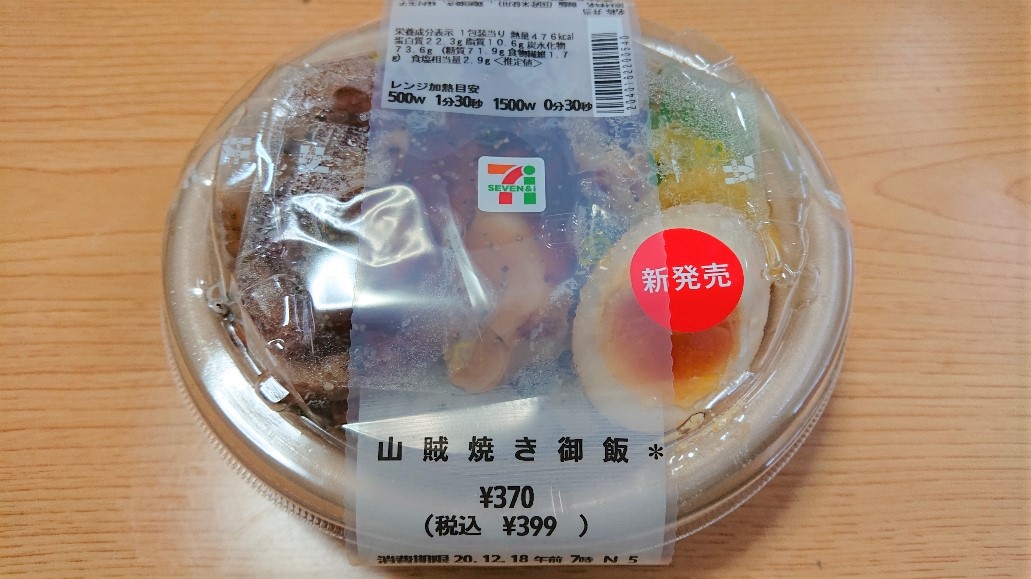 名称 弁当
栄養成分表示 1包装当り 熱量476kcal
蛋白質22.3g 脂質10.6g 炭水化物
73.6g (糖質71.9g 食物繊維1.7
g) 食塩相当量2.9g<推定値>
レンジ加熱目安
500w 1分30秒 1500w 0分30秒
SEVEN&i
新発売
山賊焼き御飯*
¥370
(税込 ¥399 )
消費期限 20.12.18 午前 7時 N 5